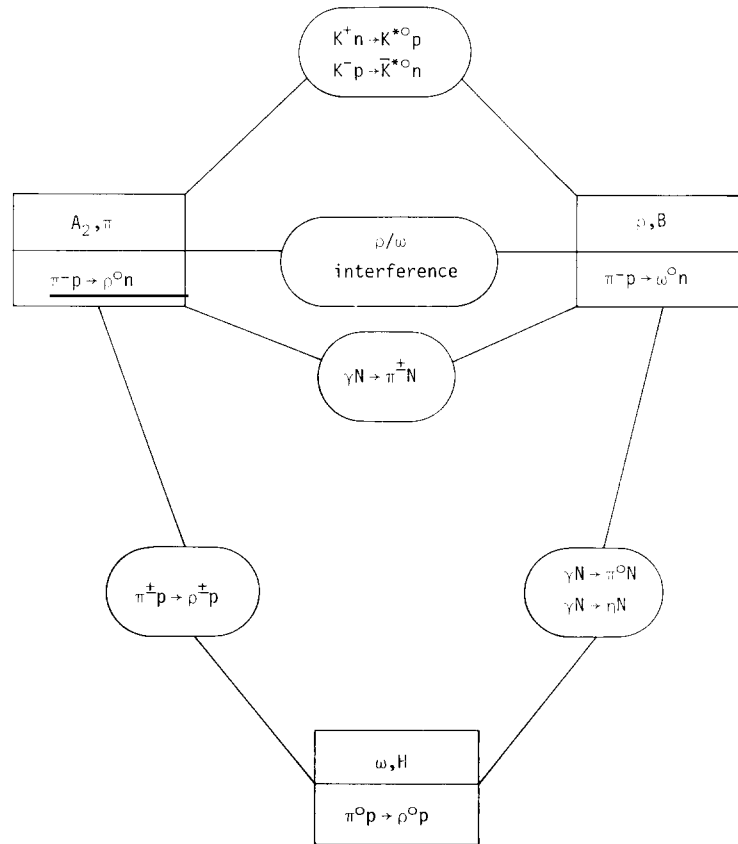 K⁺n → K*⁰p
K⁻p → K̄*⁰n
A₂,π
ρ,B
π⁻p → ρ⁰n
ρ/ω
interference
π⁻p → ω⁰n
γN → π±N
π±p → ρ±p
γN → π⁰N
γN → ηN
ω,H
π⁰p → ρ⁰p